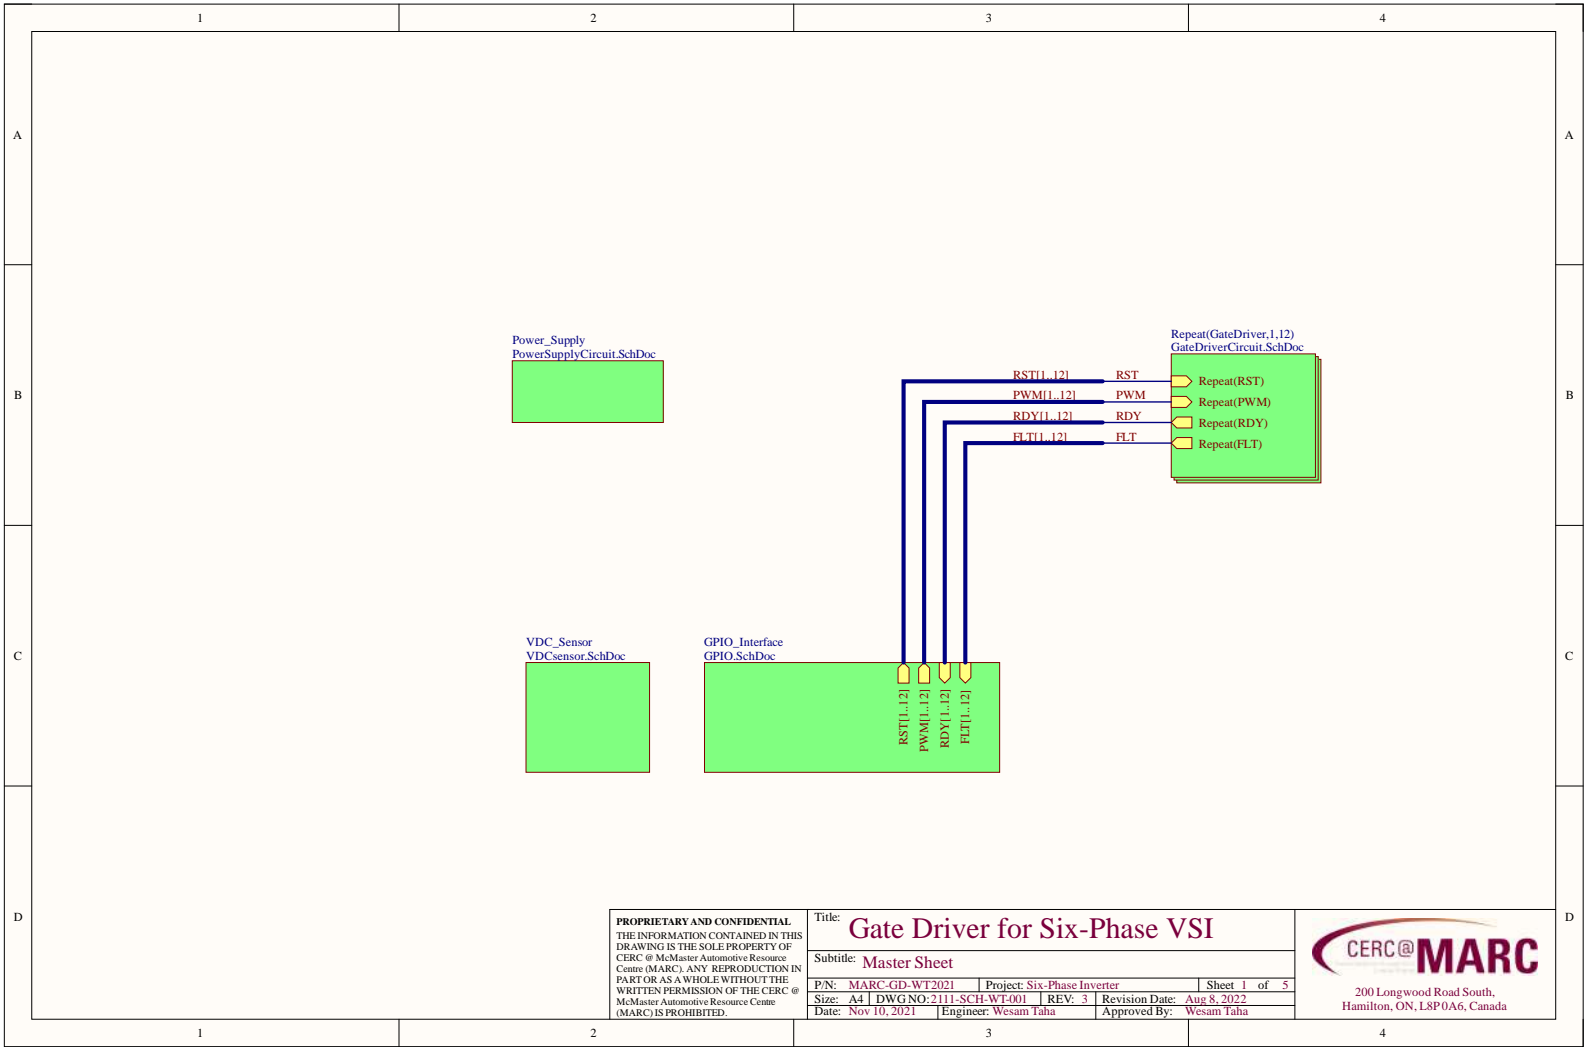 1 2 3 4
A A
Power_Supply
PowerSupplyCircuit.SchDoc
Repeat(GateDriver,1,12)
GateDriverCircuit.SchDoc
RST[1..12] RST Repeat(RST)
B PWM[1..12] PWM Repeat(PWM) B
RDY[1..12] RDY Repeat(RDY)
FLT[1..12] FLT Repeat(FLT)
VDC_Sensor
VDCsensor.SchDoc
GPIO_Interface
GPIO.SchDoc
C C
RST[1..12]
PWM[1..12]
RDY[1..12]
FLT[1..12]
D D
PROPRIETARY AND CONFIDENTIAL
THE INFORMATION CONTAINED IN THIS
DRAWING IS THE SOLE PROPERTY OF
CERC @ McMaster Automotive Resource
Centre (MARC). ANY REPRODUCTION IN
PART OR AS A WHOLE WITHOUT THE
WRITTEN PERMISSION OF THE CERC @
McMaster Automotive Resource Centre
(MARC) IS PROHIBITED.
Title: Gate Driver for Six-Phase VSI
Subtitle: Master Sheet
P/N: MARC-GD-WT2021 Project: Six-Phase Inverter Sheet 1 of 5
Size: A4 DWG NO: 2111-SCH-WT-001 REV: 3 Revision Date: Aug 8, 2022
Date: Nov 10, 2021 Engineer: Wesam Taha Approved By: Wesam Taha
CERC@MARC
200 Longwood Road South,
Hamilton, ON, L8P 0A6, Canada
1 2 3 4